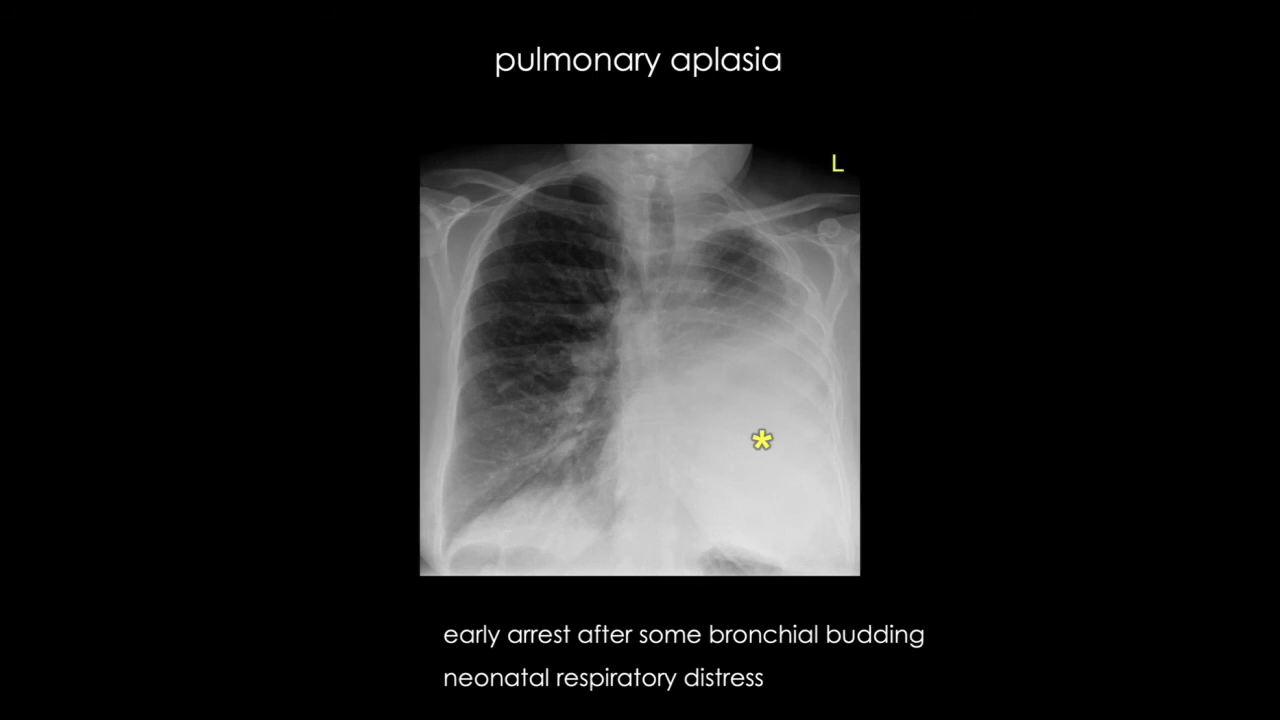 pulmonary aplasia
L
*
early arrest after some bronchial budding
neonatal respiratory distress